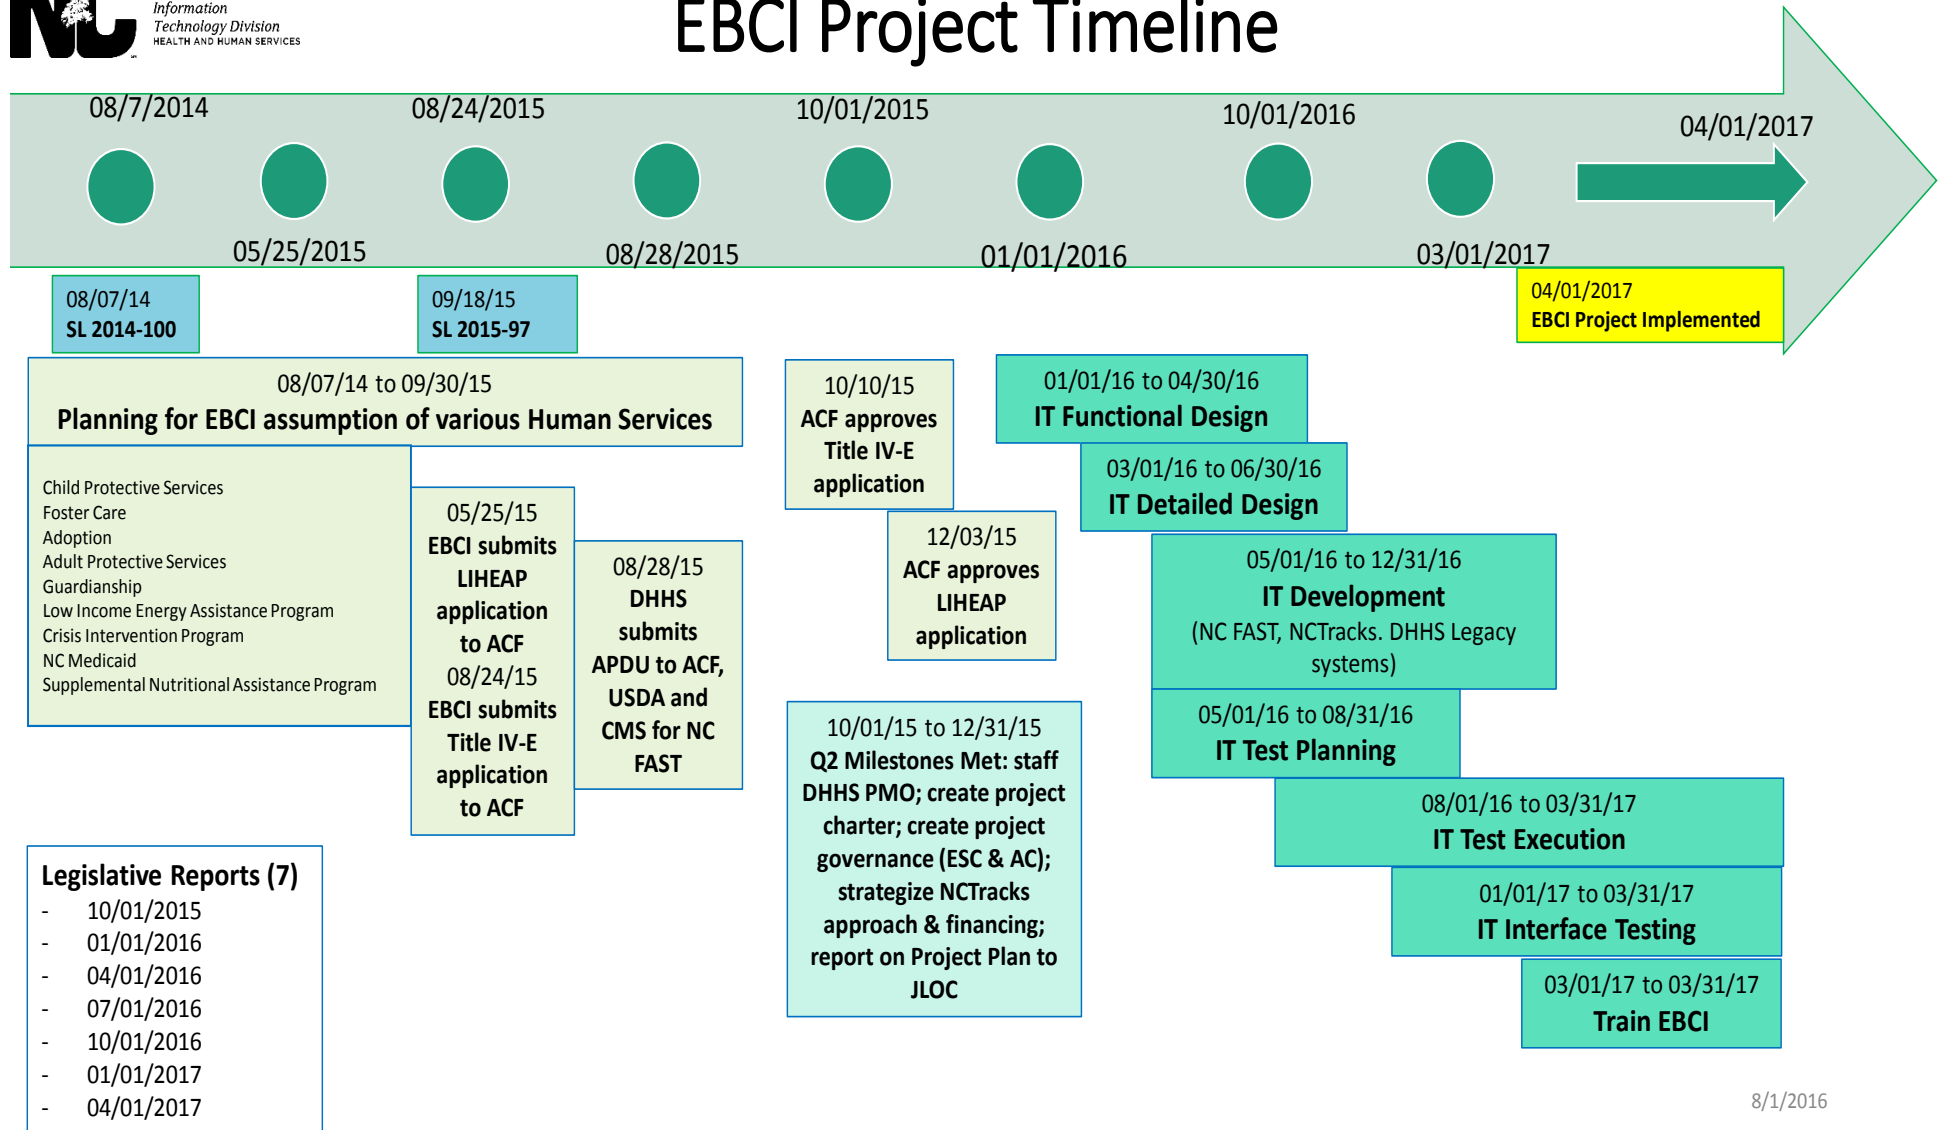 NC
Information
Technology Division
HEALTH AND HUMAN SERVICES
EBCI Project Timeline
08/7/2014
08/24/2015
10/01/2015
10/01/2016
04/01/2017
05/25/2015
08/28/2015
01/01/2016
03/01/2017
08/07/14
SL 2014-100
09/18/15
SL 2015-97
04/01/2017
EBCI Project Implemented
08/07/14 to 09/30/15
Planning for EBCI assumption of various Human Services
Child Protective Services
Foster Care
Adoption
Adult Protective Services
Guardianship
Low Income Energy Assistance Program
Crisis Intervention Program
NC Medicaid
Supplemental Nutritional Assistance Program
05/25/15
EBCI submits
LIHEAP
application
to ACF
08/24/15
EBCI submits
Title IV-E
application
to ACF
08/28/15
DHHS
submits
APDU to ACF,
USDA and
CMS for NC
FAST
10/10/15
ACF approves
Title IV-E
application
12/03/15
ACF approves
LIHEAP
application
10/01/15 to 12/31/15
Q2 Milestones Met: staff
DHHS PMO; create project
charter; create project
governance (ESC & AC);
strategize NCTracks
approach & financing;
report on Project Plan to
JLOC
01/01/16 to 04/30/16
IT Functional Design
03/01/16 to 06/30/16
IT Detailed Design
05/01/16 to 12/31/16
IT Development
(NC FAST, NCTracks. DHHS Legacy
systems)
05/01/16 to 08/31/16
IT Test Planning
08/01/16 to 03/31/17
IT Test Execution
01/01/17 to 03/31/17
IT Interface Testing
03/01/17 to 03/31/17
Train EBCI
Legislative Reports (7)
- 10/01/2015
- 01/01/2016
- 04/01/2016
- 07/01/2016
- 10/01/2016
- 01/01/2017
- 04/01/2017
8/1/2016